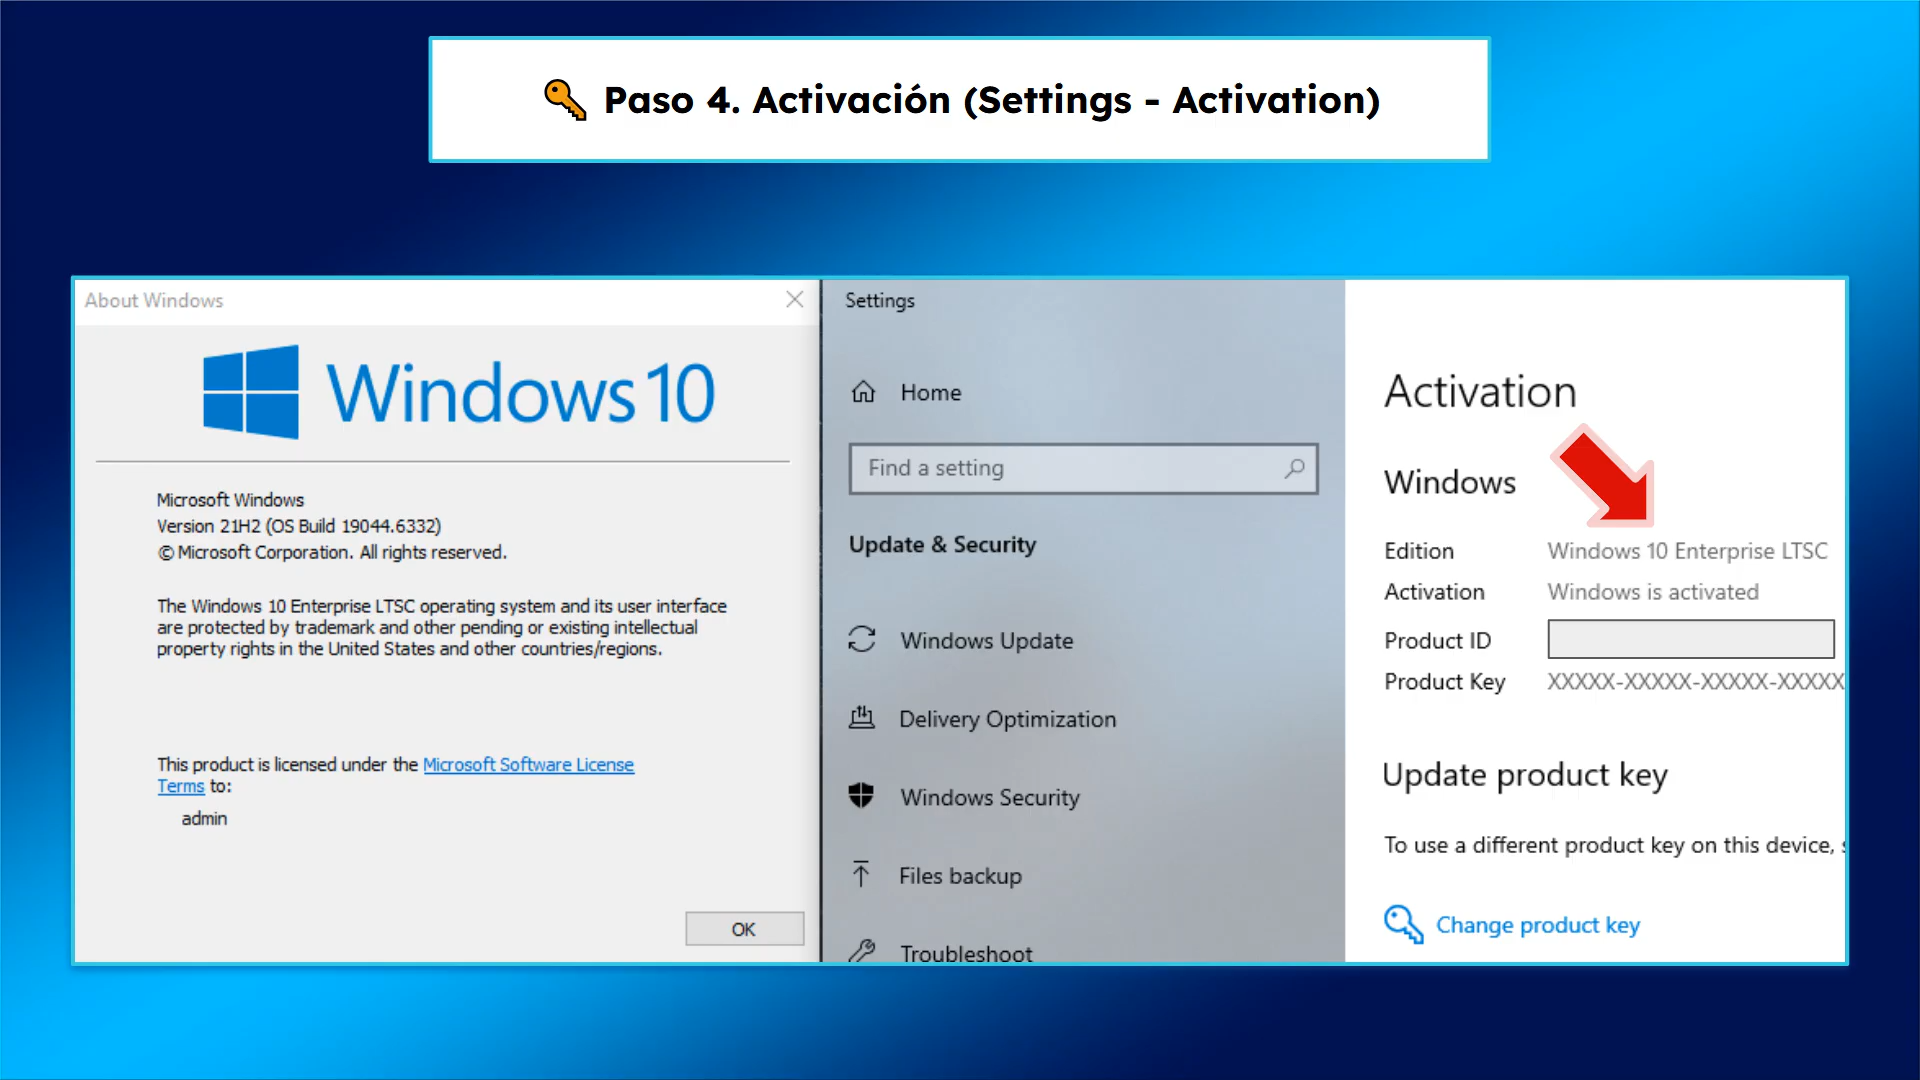 Paso 4. Activación (Settings - Activation)
About Windows
Windows 10
Microsoft Windows
Version 21H2 (OS Build 19044.6332)
© Microsoft Corporation. All rights reserved.
The Windows 10 Enterprise LTSC operating system and its user interface
are protected by trademark and other pending or existing intellectual
property rights in the United States and other countries/regions.
This product is licensed under the Microsoft Software License
Terms to:
admin
OK
Settings
Home
Find a setting
Update & Security
Windows Update
Delivery Optimization
Windows Security
Files backup
Troubleshoot
Activation
Windows
Edition Windows 10 Enterprise LTSC
Activation Windows is activated
Product ID
Product Key XXXXX-XXXXX-XXXXX-XXXXX
Update product key
To use a different product key on this device,
Change product key